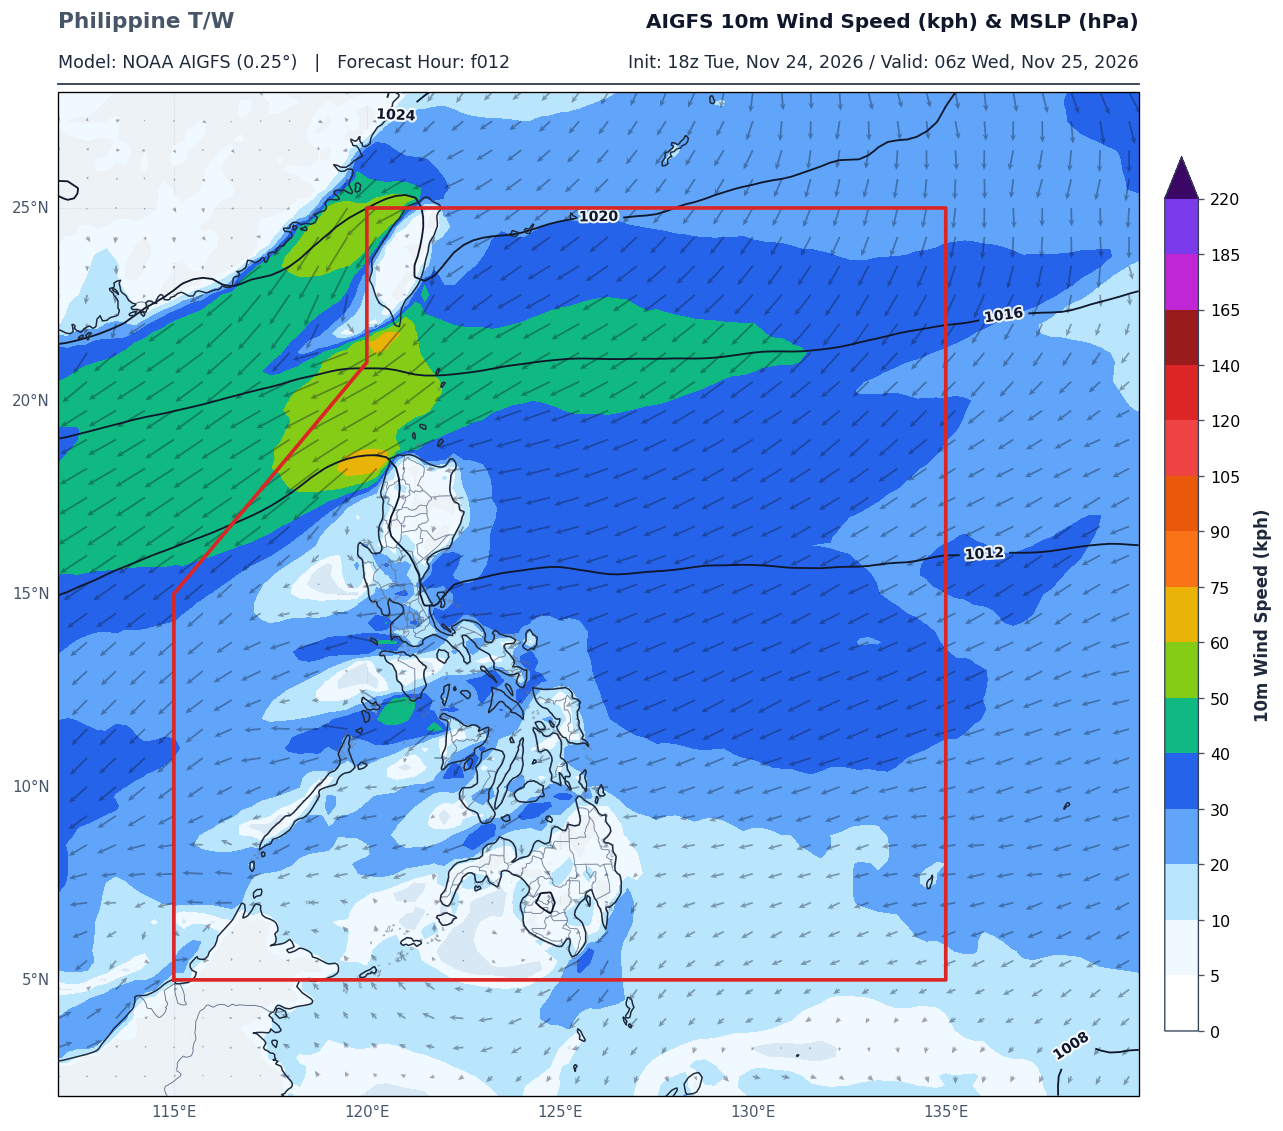 Philippine T/W
AIGFS 10m Wind Speed (kph) & MSLP (hPa)
Model: NOAA AIGFS (0.25°)   |   Forecast Hour: f012
Init: 18z Tue, Nov 24, 2026 / Valid: 06z Wed, Nov 25, 2026
1024
1020
1016
1012
1008
25°N
20°N
15°N
10°N
5°N
115°E
120°E
125°E
130°E
135°E
220
185
165
140
120
105
90
75
60
50
40
30
20
10
5
0
10m Wind Speed (kph)